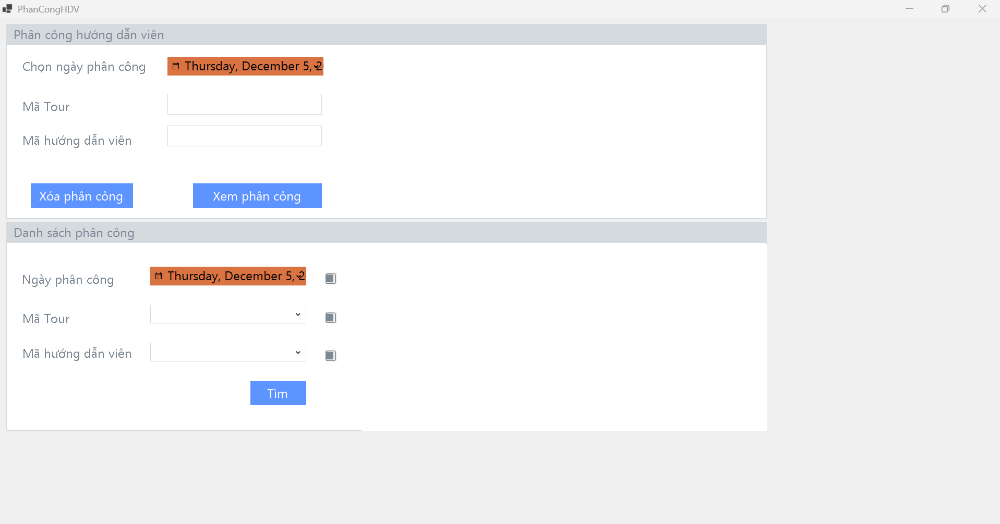 PhanCongHDV
Phân công hướng dẫn viên
Chọn ngày phân công
Thursday, December 5, 2
Mã Tour
Mã hướng dẫn viên
Xóa phân công
Xem phân công
Danh sách phân công
Ngày phân công
Thursday, December 5, 2
Mã Tour
Mã hướng dẫn viên
Tìm